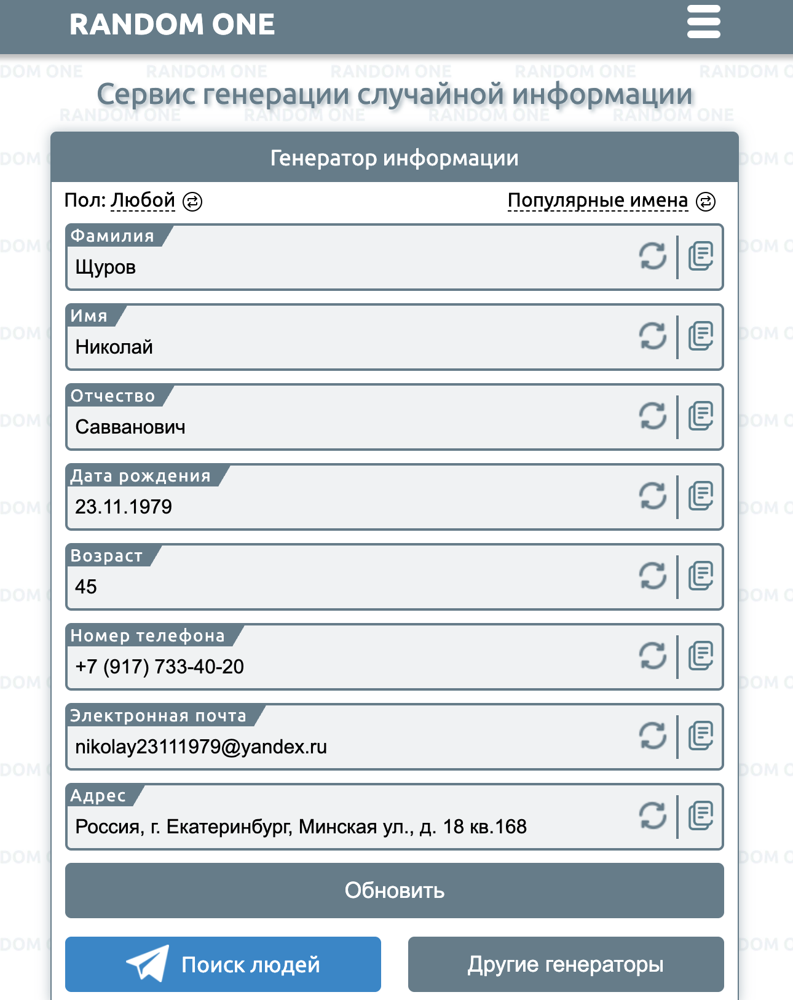 RANDOM ONE
Сервис генерации случайной информации
Генератор информации
Пол: Любой Популярные имена
Фамилия
Щуров
Имя
Николай
Отчество
Савванович
Дата рождения
23.11.1979
Возраст
45
Номер телефона
+7 (917) 733-40-20
Электронная почта
nikolay23111979@yandex.ru
Адрес
Россия, г. Екатеринбург, Минская ул., д. 18 кв.168
Обновить
Поиск людей Другие генераторы